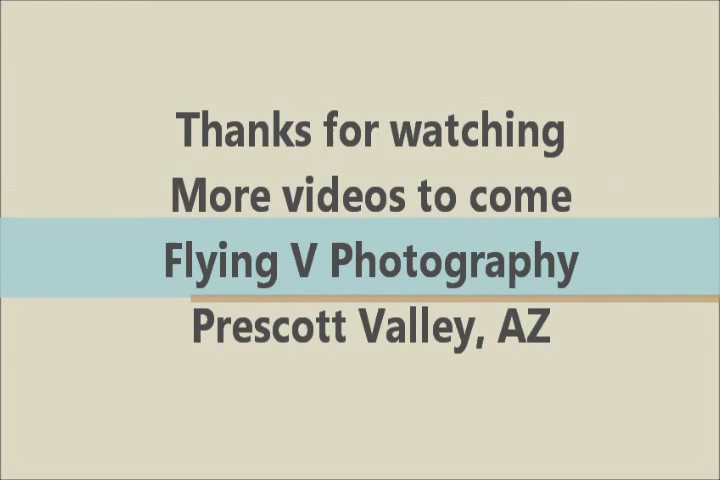 Thanks for watching
More videos to come
Flying V Photography
Prescott Valley, AZ